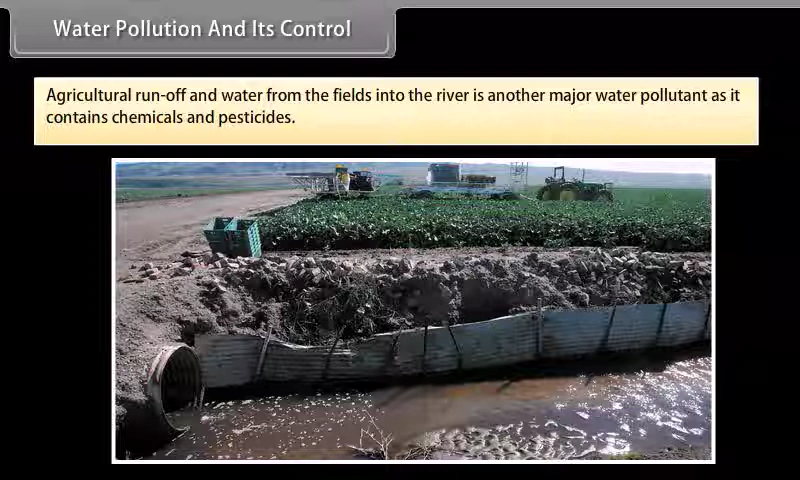 Water Pollution And Its Control
Agricultural run-off and water from the fields into the river is another major water pollutant as it
contains chemicals and pesticides.